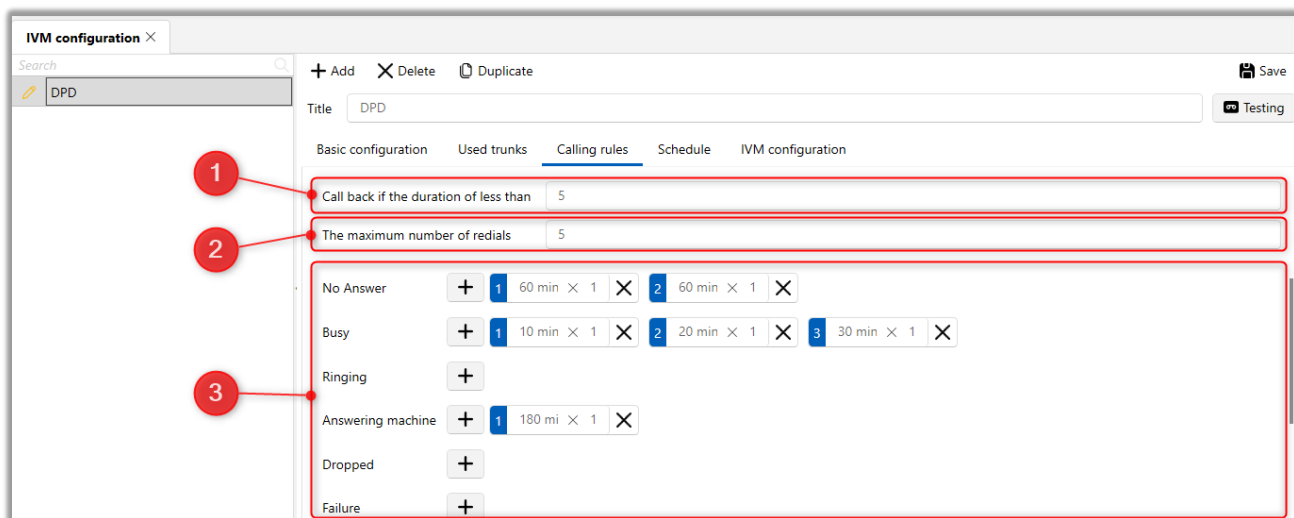 IVM configuration ×
Search
+ Add × Delete Duplicate Save
DPD
Title DPD Testing
Basic configuration Used trunks Calling rules Schedule IVM configuration
1
Call back if the duration of less than 5
2
The maximum number of redials 5
3
No Answer + 1 60 min × 1 × 2 60 min × 1 ×
Busy + 1 10 min × 1 × 2 20 min × 1 × 3 30 min × 1 ×
Ringing +
Answering machine + 1 180 mi × 1 ×
Dropped +
Failure +